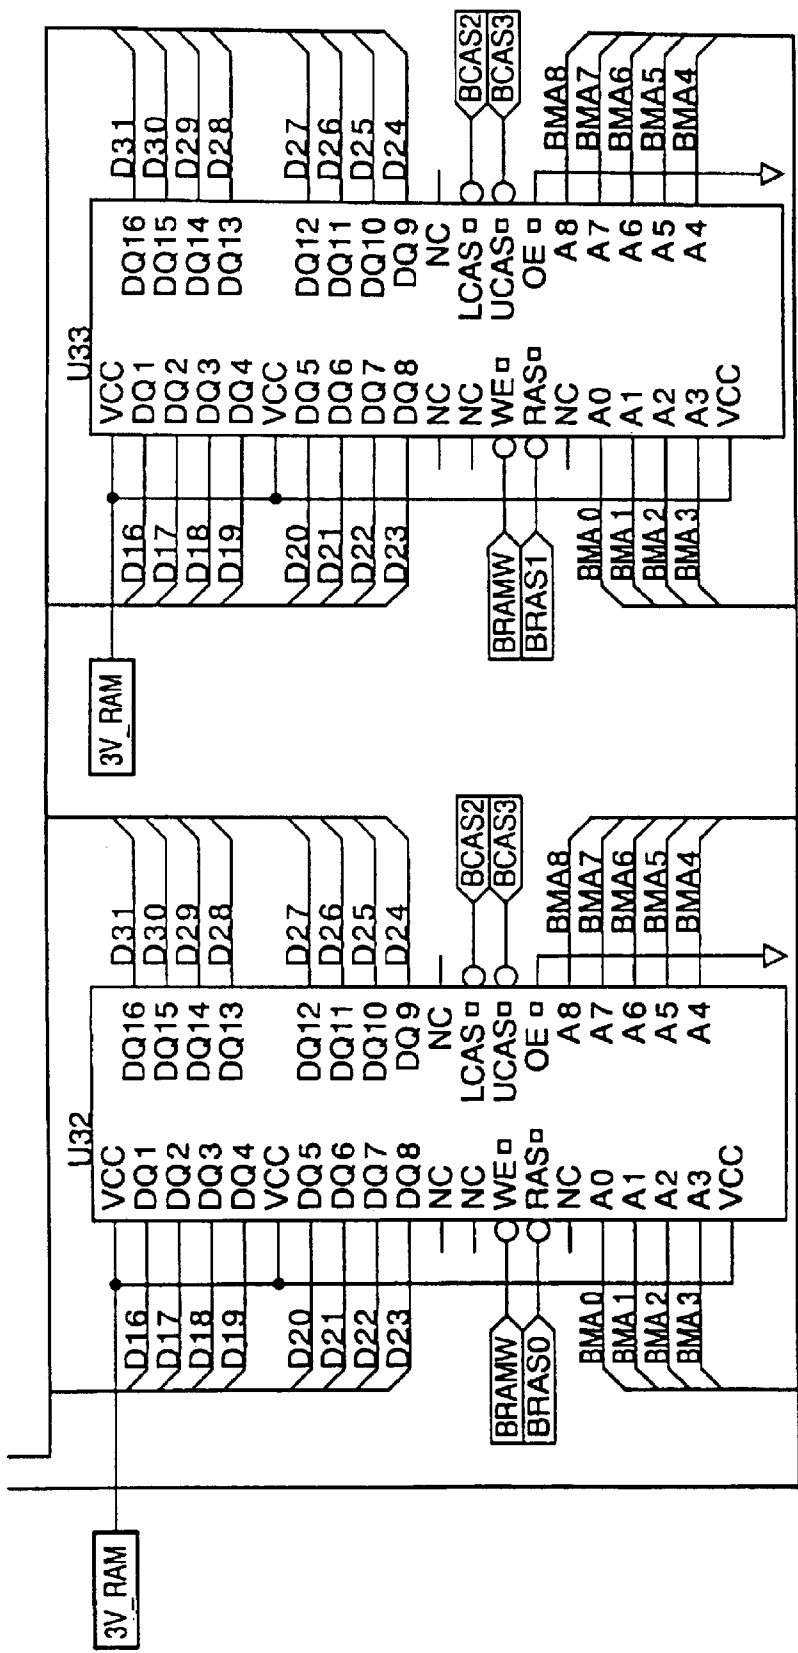 U32
3V_RAM VCC
D16 DQ1 DQ16 D31
D17 DQ2 DQ15 D30
D18 DQ3 DQ14 D29
D19 DQ4 DQ13 D28
VCC
D20 DQ5 DQ12 D27
D21 DQ6 DQ11 D26
D22 DQ7 DQ10 D25
D23 DQ8 DQ9 D24
NC NC
NC LCAS BCAS2
BRAMW WE UCAS BCAS3
BRAS0 RAS OE
NC A8 BMA8
BMA0 A0 A7 BMA7
BMA1 A1 A6 BMA6
BMA2 A2 A5 BMA5
BMA3 A3 A4 BMA4
VCC
U33
3V_RAM VCC
D16 DQ1 DQ16 D31
D17 DQ2 DQ15 D30
D18 DQ3 DQ14 D29
D19 DQ4 DQ13 D28
VCC
D20 DQ5 DQ12 D27
D21 DQ6 DQ11 D26
D22 DQ7 DQ10 D25
D23 DQ8 DQ9 D24
NC NC
NC LCAS BCAS2
BRAMW WE UCAS BCAS3
BRAS1 RAS OE
NC A8 BMA8
BMA0 A0 A7 BMA7
BMA1 A1 A6 BMA6
BMA2 A2 A5 BMA5
BMA3 A3 A4 BMA4
VCC